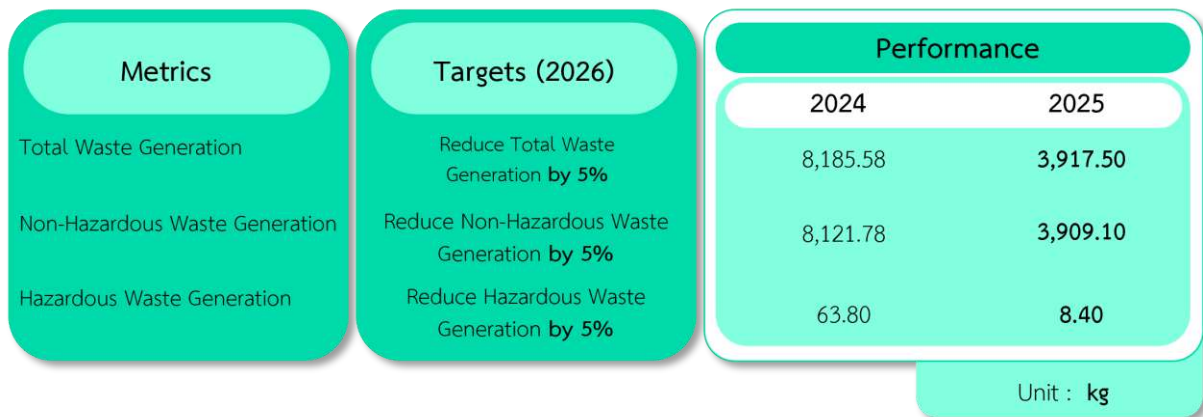 Metrics
Total Waste Generation
Non-Hazardous Waste Generation
Hazardous Waste Generation
Targets (2026)
Reduce Total Waste
Generation by 5%
Reduce Non-Hazardous Waste
Generation by 5%
Reduce Hazardous Waste
Generation by 5%
Performance
2024 2025
8,185.58 3,917.50
8,121.78 3,909.10
63.80 8.40
Unit : kg